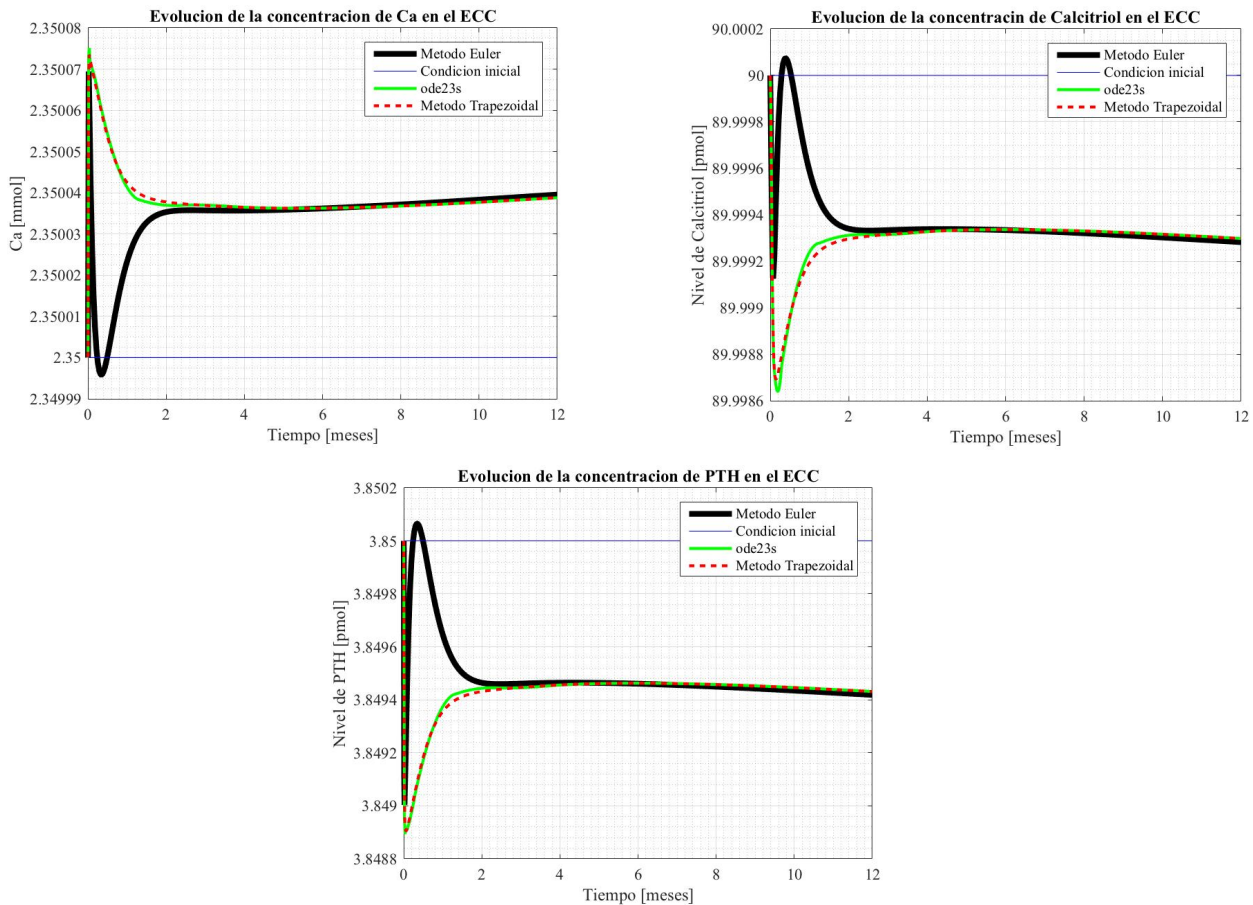 Evolucion de la concentracion de Ca en el ECC
2.35008
2.35007
2.35006
2.35005
2.35004
2.35003
2.35002
2.35001
2.35
2.34999
Ca [mmol]
0 2 4 6 8 10 12
Tiempo [meses]
Metodo Euler
Condicion inicial
ode23s
Metodo Trapezoidal
Evolucion de la concentracin de Calcitriol en el ECC
90.0002
90
89.9998
89.9996
89.9994
89.9992
89.999
89.9988
89.9986
Nivel de Calcitriol [pmol]
0 2 4 6 8 10 12
Tiempo [meses]
Metodo Euler
Condicion inicial
ode23s
Metodo Trapezoidal
Evolucion de la concentracion de PTH en el ECC
3.8502
3.85
3.8498
3.8496
3.8494
3.8492
3.849
3.8488
Nivel de PTH [pmol]
0 2 4 6 8 10 12
Tiempo [meses]
Metodo Euler
Condicion inicial
ode23s
Metodo Trapezoidal